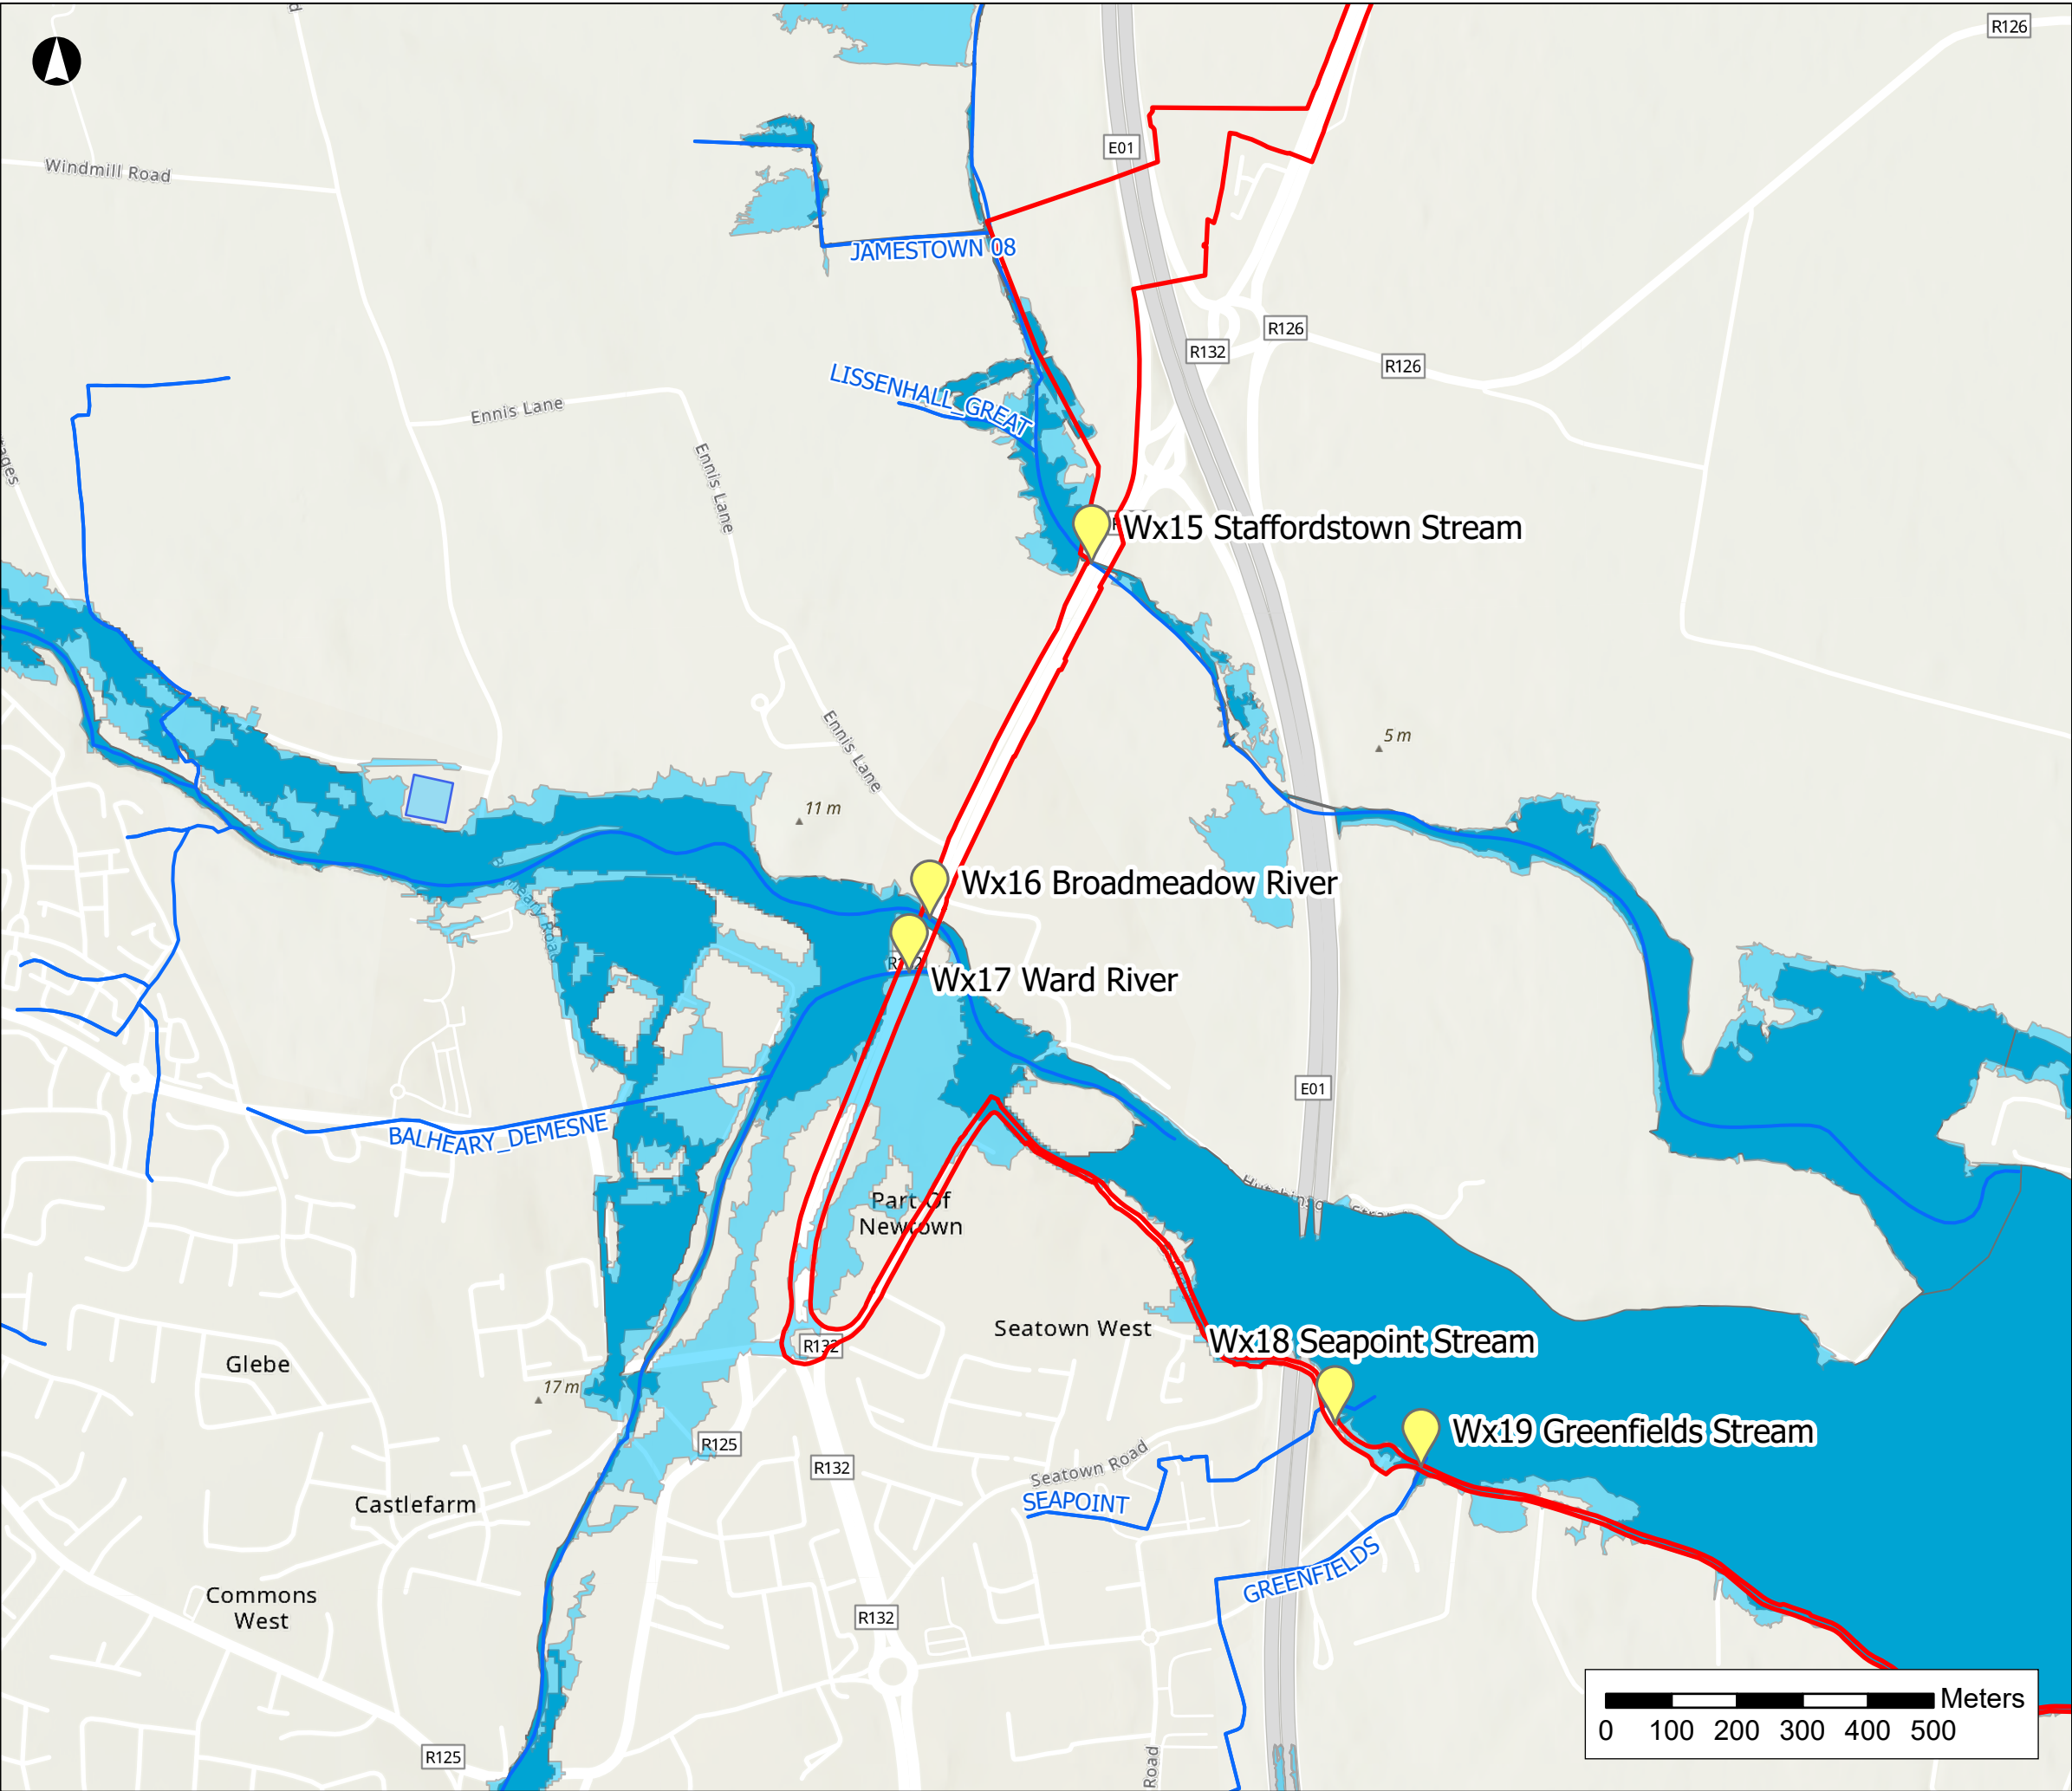 R126
Windmill Road
E01
JAMESTOWN 08
R126
R132
R126
LISSENHALL_GREAT
Ennis Lane
Ennis Lane
Wx15 Staffordstown Stream
Ennis Lane
5 m
11 m
Wx16 Broadmeadow River
Wx17 Ward River
E01
BALHEARY_DEMESNE
Part Of
Newtown
Seatown West
R132
Wx18 Seapoint Stream
Glebe
17 m
Wx19 Greenfields Stream
R125
R132
Seatown Road
SEAPOINT
Castlefarm
GREENFIELDS
Commons
West
R132
R125
Road
Meters
0 100 200 300 400 500